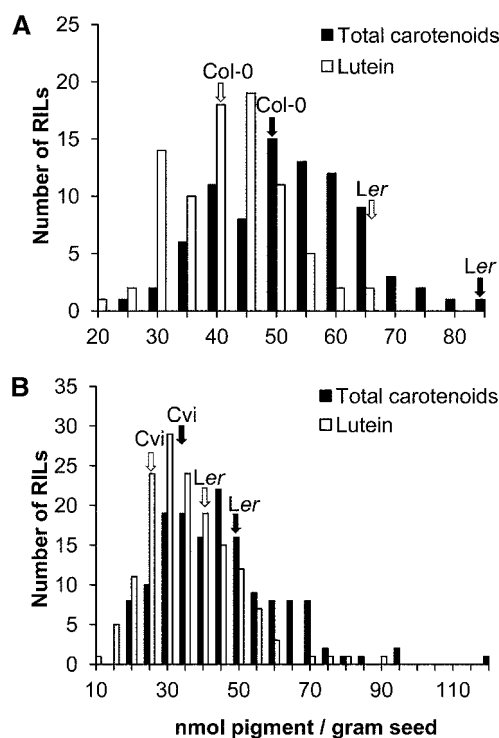 A
Total carotenoids
Lutein
Number of RILs
25
20
15
10
5
0
Col-0
Col-0
Ler
Ler
20 30 40 50 60 70 80
B
Total carotenoids
Lutein
Number of RILs
35
30
25
20
15
10
5
0
Cvi
Cvi
Ler
Ler
10 30 50 70 90 110
nmol pigment / gram seed